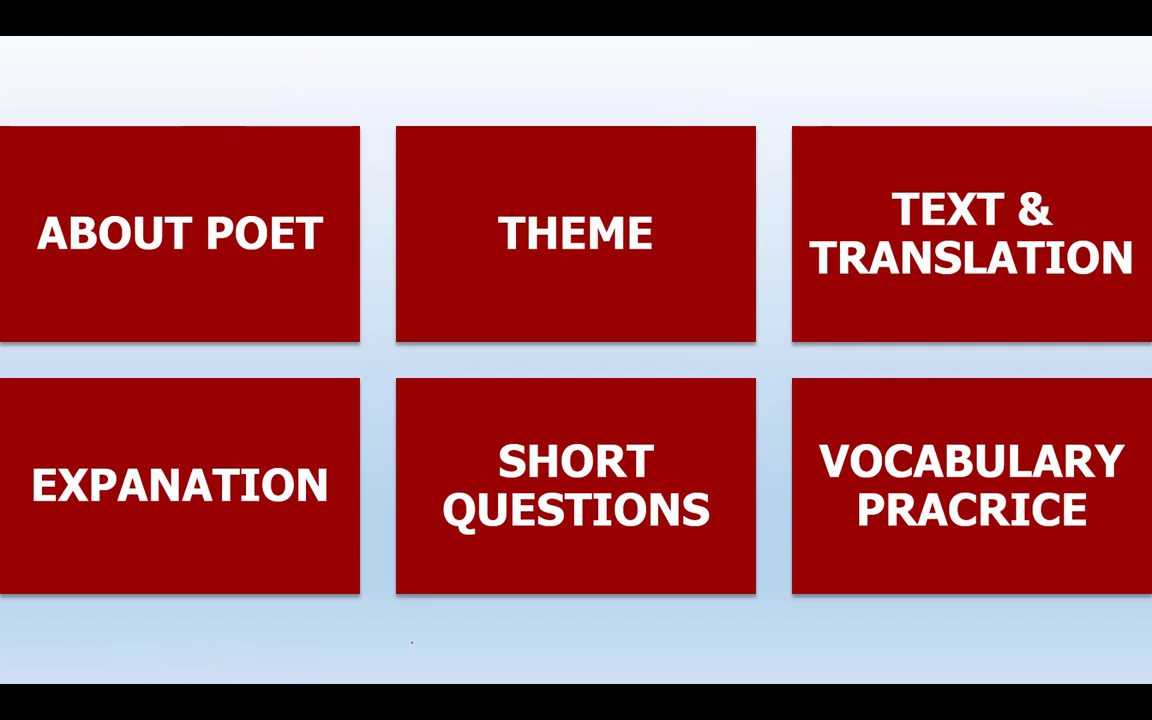 ABOUT POET
THEME
TEXT &
TRANSLATION
EXPANATION
SHORT
QUESTIONS
VOCABULARY
PRACRICE